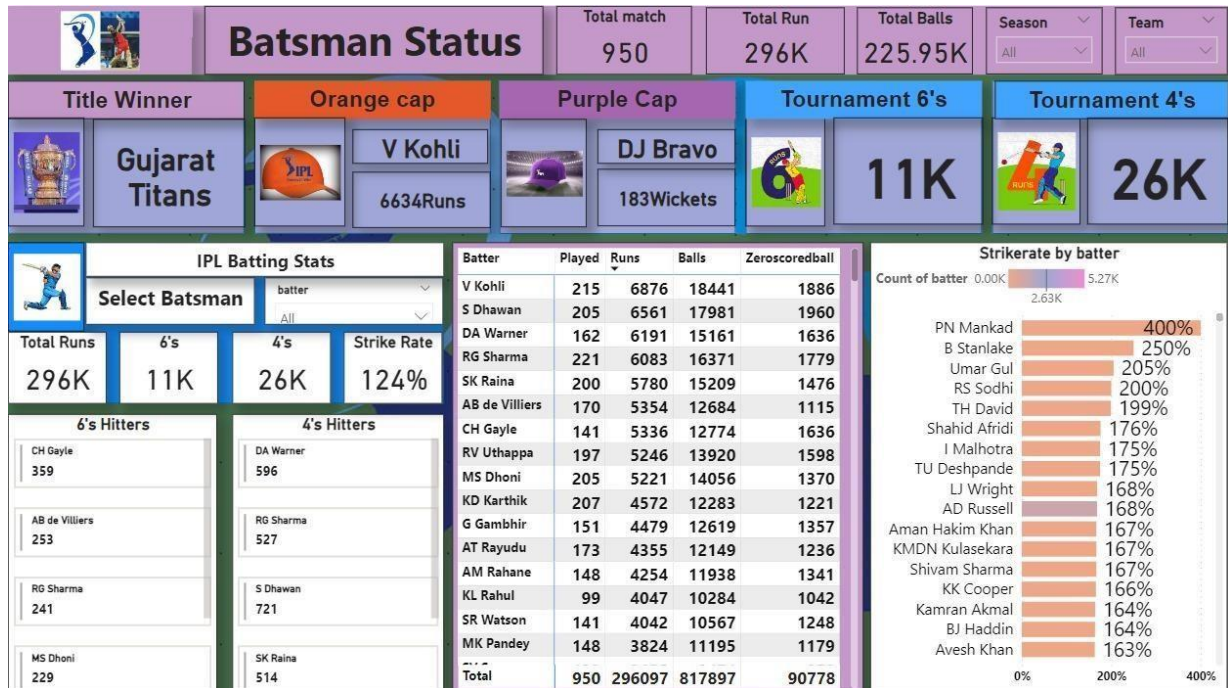 Batsman Status
Total match
950
Total Run
296K
Total Balls
225.95K
Season
All
Team
All
Title Winner
Gujarat
Titans
Orange cap
IPL
V Kohli
6634Runs
Purple Cap
DJ Bravo
183Wickets
Tournament 6's
6
RUNS
11K
Tournament 4's
4
RUNS
26K
IPL Batting Stats
Select Batsman
batter
All
Total Runs
296K
6's
11K
4's
26K
Strike Rate
124%
6's Hitters
CH Gayle
359
AB de Villiers
253
RG Sharma
241
MS Dhoni
229
4's Hitters
DA Warner
596
RG Sharma
527
S Dhawan
721
SK Raina
514
Batter Played Runs Balls Zeroscoredball
V Kohli 215 6876 18441 1886
S Dhawan 205 6561 17981 1960
DA Warner 162 6191 15161 1636
RG Sharma 221 6083 16371 1779
SK Raina 200 5780 15209 1476
AB de Villiers 170 5354 12684 1115
CH Gayle 141 5336 12774 1636
RV Uthappa 197 5246 13920 1598
MS Dhoni 205 5221 14056 1370
KD Karthik 207 4572 12283 1221
G Gambhir 151 4479 12619 1357
AT Rayudu 173 4355 12149 1236
AM Rahane 148 4254 11938 1341
KL Rahul 99 4047 10284 1042
SR Watson 141 4042 10567 1248
MK Pandey 148 3824 11195 1179
Total 950 296097 817897 90778
Strikerate by batter
Count of batter 0.00K 5.27K
2.63K
PN Mankad 400%
B Stanlake 250%
Umar Gul 205%
RS Sodhi 200%
TH David 199%
Shahid Afridi 176%
I Malhotra 175%
TU Deshpande 175%
LJ Wright 168%
AD Russell 168%
Aman Hakim Khan 167%
KMDN Kulasekara 167%
Shivam Sharma 167%
KK Cooper 166%
Kamran Akmal 164%
BJ Haddin 164%
Avesh Khan 163%
0% 200% 400%